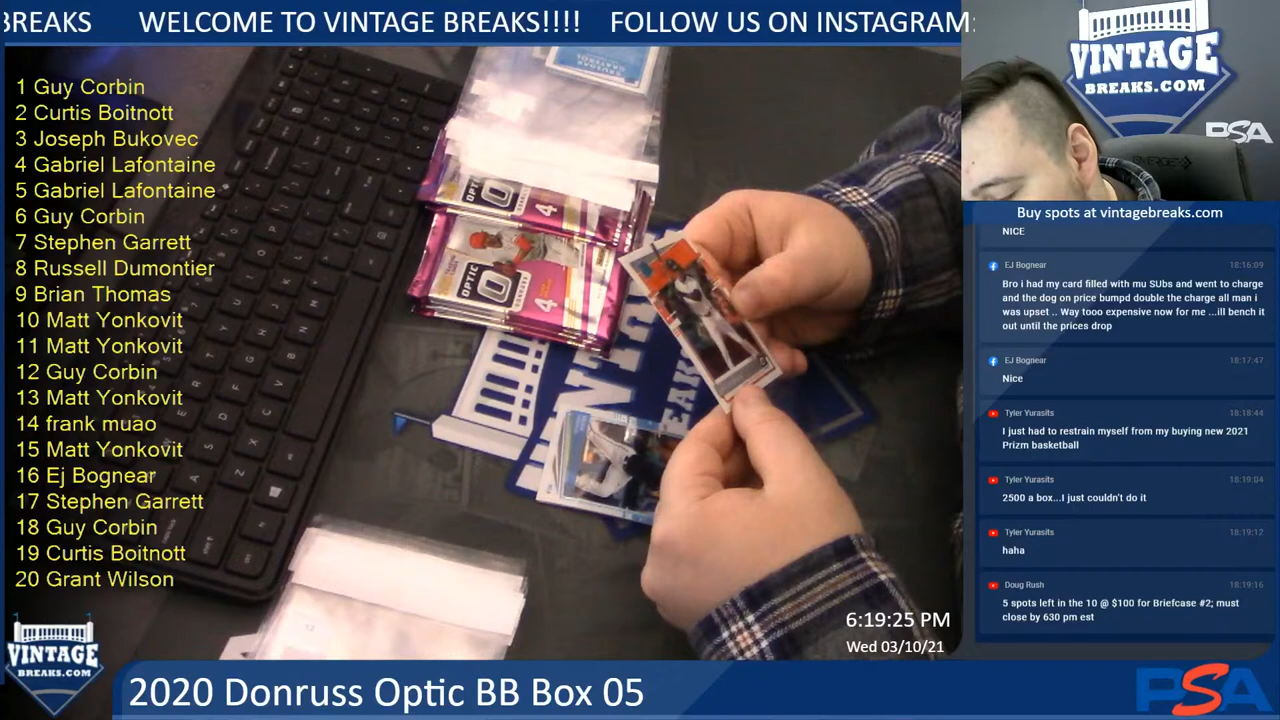 BREAKS WELCOME TO VINTAGE BREAKS!!!! FOLLOW US ON INSTAGRAM:
1 Guy Corbin
2 Curtis Boitnott
3 Joseph Bukovec
4 Gabriel Lafontaine
5 Gabriel Lafontaine
6 Guy Corbin
7 Stephen Garrett
8 Russell Dumontier
9 Brian Thomas
10 Matt Yonkovit
11 Matt Yonkovit
12 Guy Corbin
13 Matt Yonkovit
14 frank muao
15 Matt Yonkovit
16 Ej Bognear
17 Stephen Garrett
18 Guy Corbin
19 Curtis Boitnott
20 Grant Wilson
VINTAGE
BREAKS.COM
OPTIC
4
OPTIC
4
EAKS
6:19:25 PM
Wed 03/10/21
VINTAGE
BREAKS.COM
PSA
Buy spots at vintagebreaks.com
NICE
EJ Bognear 18:16:09
Bro i had my card filled with mu SUbs and went to charge
and the dog on price bumpd double the charge all man i
was upset .. Way tooo expensive now for me ...ill bench it
out until the prices drop
EJ Bognear 18:17:47
Nice
Tyler Yurasits 18:18:44
I just had to restrain myself from my buying new 2021
Prizm basketball
Tyler Yurasits 18:19:04
2500 a box...I just couldn't do it
Tyler Yurasits 18:19:12
haha
Doug Rush 18:19:16
5 spots left in the 10 @ $100 for Briefcase #2; must
close by 630 pm est
2020 Donruss Optic BB Box 05
PSA